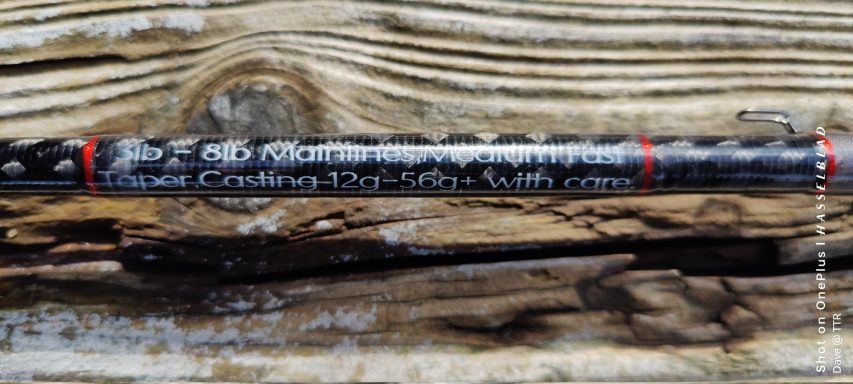 3lb - 8lb Mainlines, Medium Fast
Taper. Casting 12g-56g+ with care.
Shot on OnePlus | HASSELBLAD
Dave @ TTR